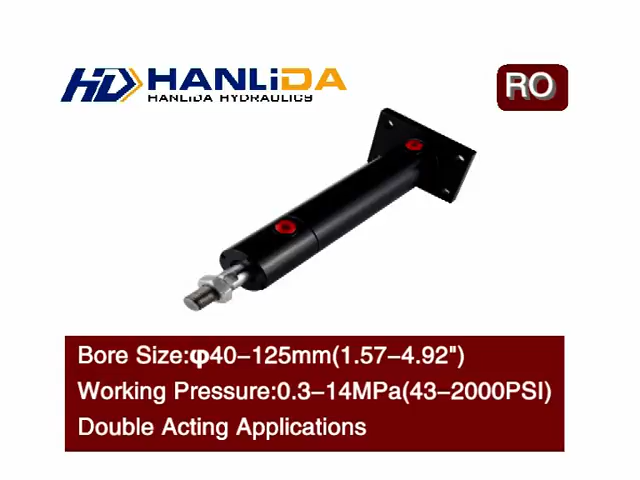 HD HANLiDA
HANLIDA HYDRAULICS
RO
Bore Size:φ40-125mm(1.57-4.92")
Working Pressure:0.3-14MPa(43-2000PSI)
Double Acting Applications